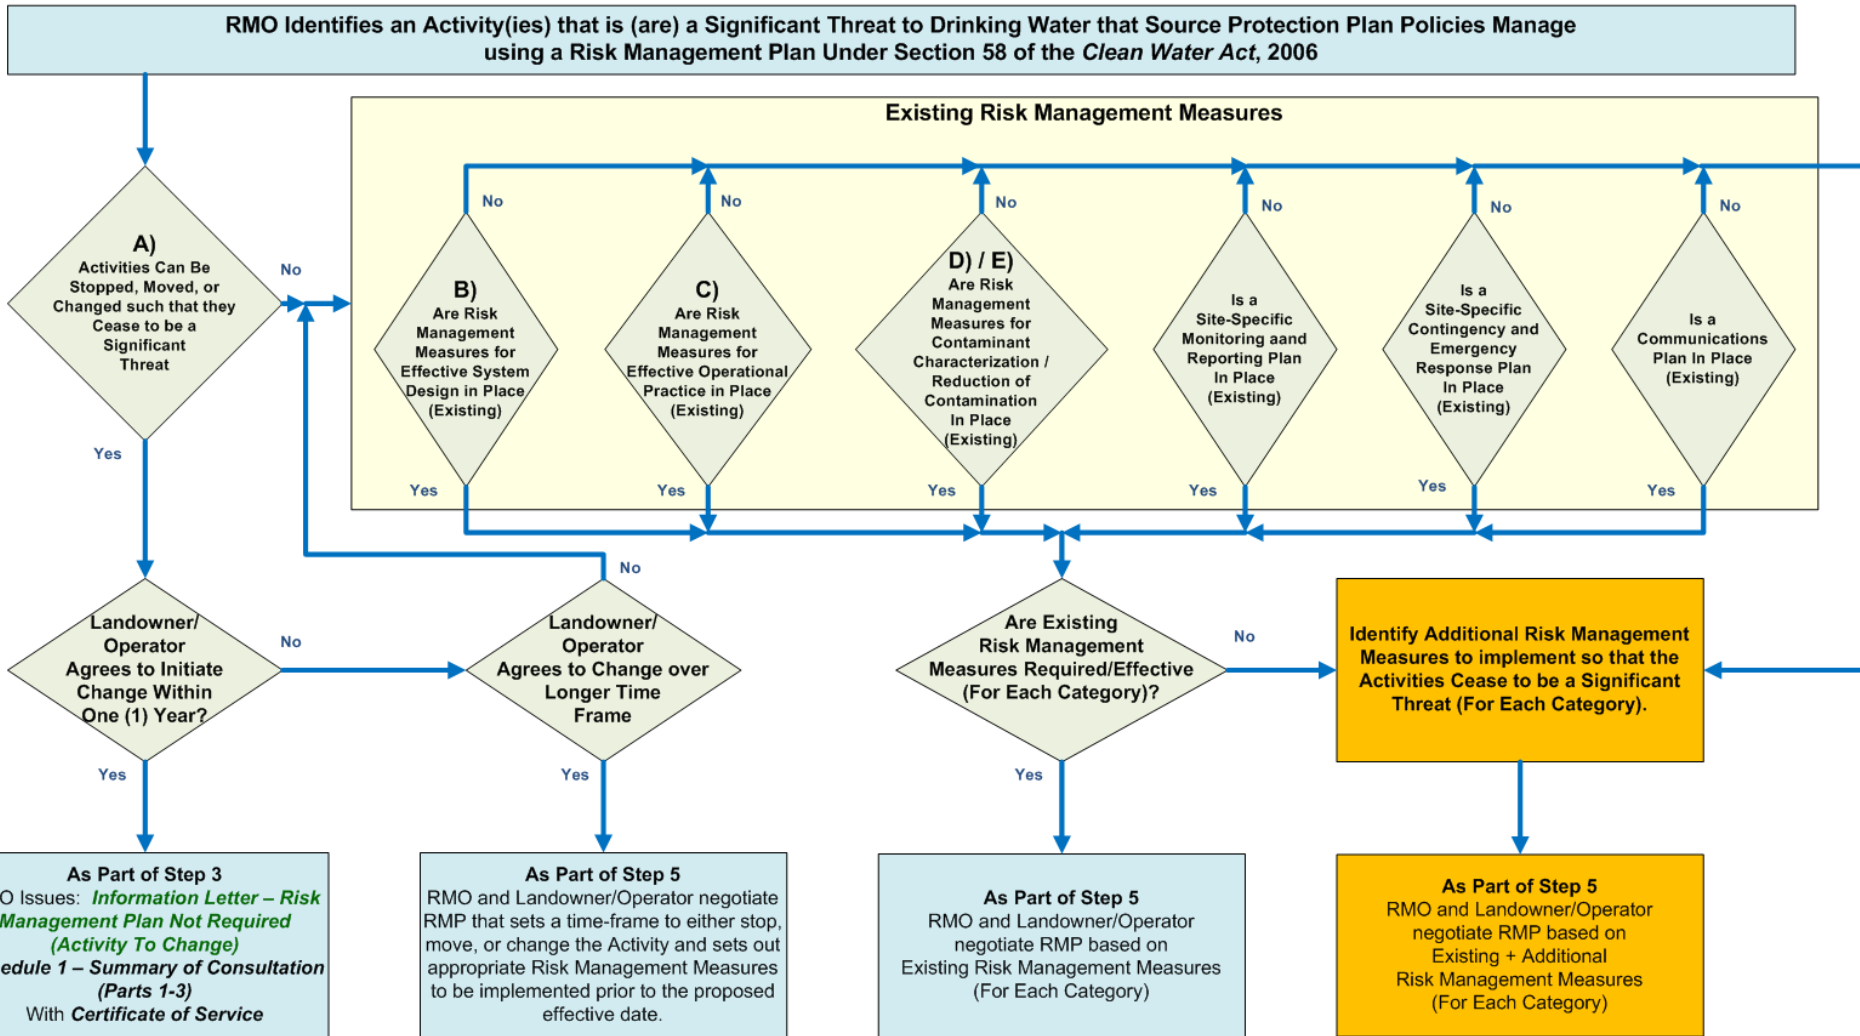 RMO Identifies an Activity(ies) that is (are) a Significant Threat to Drinking Water that Source Protection Plan Policies Manage
using a Risk Management Plan Under Section 58 of the Clean Water Act, 2006
Existing Risk Management Measures
No
No
No
No
No
No
A)
Activities Can Be
Stopped, Moved, or
Changed such that they
Cease to be a
Significant
Threat
No
B)
Are Risk
Management
Measures for
Effective System
Design in Place
(Existing)
C)
Are Risk
Management
Measures for
Effective Operational
Practice in Place
(Existing)
D) / E)
Are Risk
Management
Measures for
Contaminant
Characterization /
Reduction of
Contamination
In Place
(Existing)
Is a
Site-Specific
Monitoring aand
Reporting Plan
In Place
(Existing)
Is a
Site-Specific
Contingency and
Emergency
Response Plan
In Place
(Existing)
Is a
Communications
Plan In Place
(Existing)
Yes
Yes
Yes
Yes
Yes
Yes
Yes
Landowner/
Operator
Agrees to Initiate
Change Within
One (1) Year?
No
No
Landowner/
Operator
Agrees to Change over
Longer Time
Frame
Are Existing
Risk Management
Measures Required/Effective
(For Each Category)?
No
Identify Additional Risk Management
Measures to implement so that the
Activities Cease to be a Significant
Threat (For Each Category).
Yes
Yes
Yes
As Part of Step 3
O Issues: Information Letter – Risk
Management Plan Not Required
(Activity To Change)
edule 1 – Summary of Consultation
(Parts 1-3)
With Certificate of Service
As Part of Step 5
RMO and Landowner/Operator negotiate
RMP that sets a time-frame to either stop,
move, or change the Activity and sets out
appropriate Risk Management Measures
to be implemented prior to the proposed
effective date.
As Part of Step 5
RMO and Landowner/Operator
negotiate RMP based on
Existing Risk Management Measures
(For Each Category)
As Part of Step 5
RMO and Landowner/Operator
negotiate RMP based on
Existing + Additional
Risk Management Measures
(For Each Category)